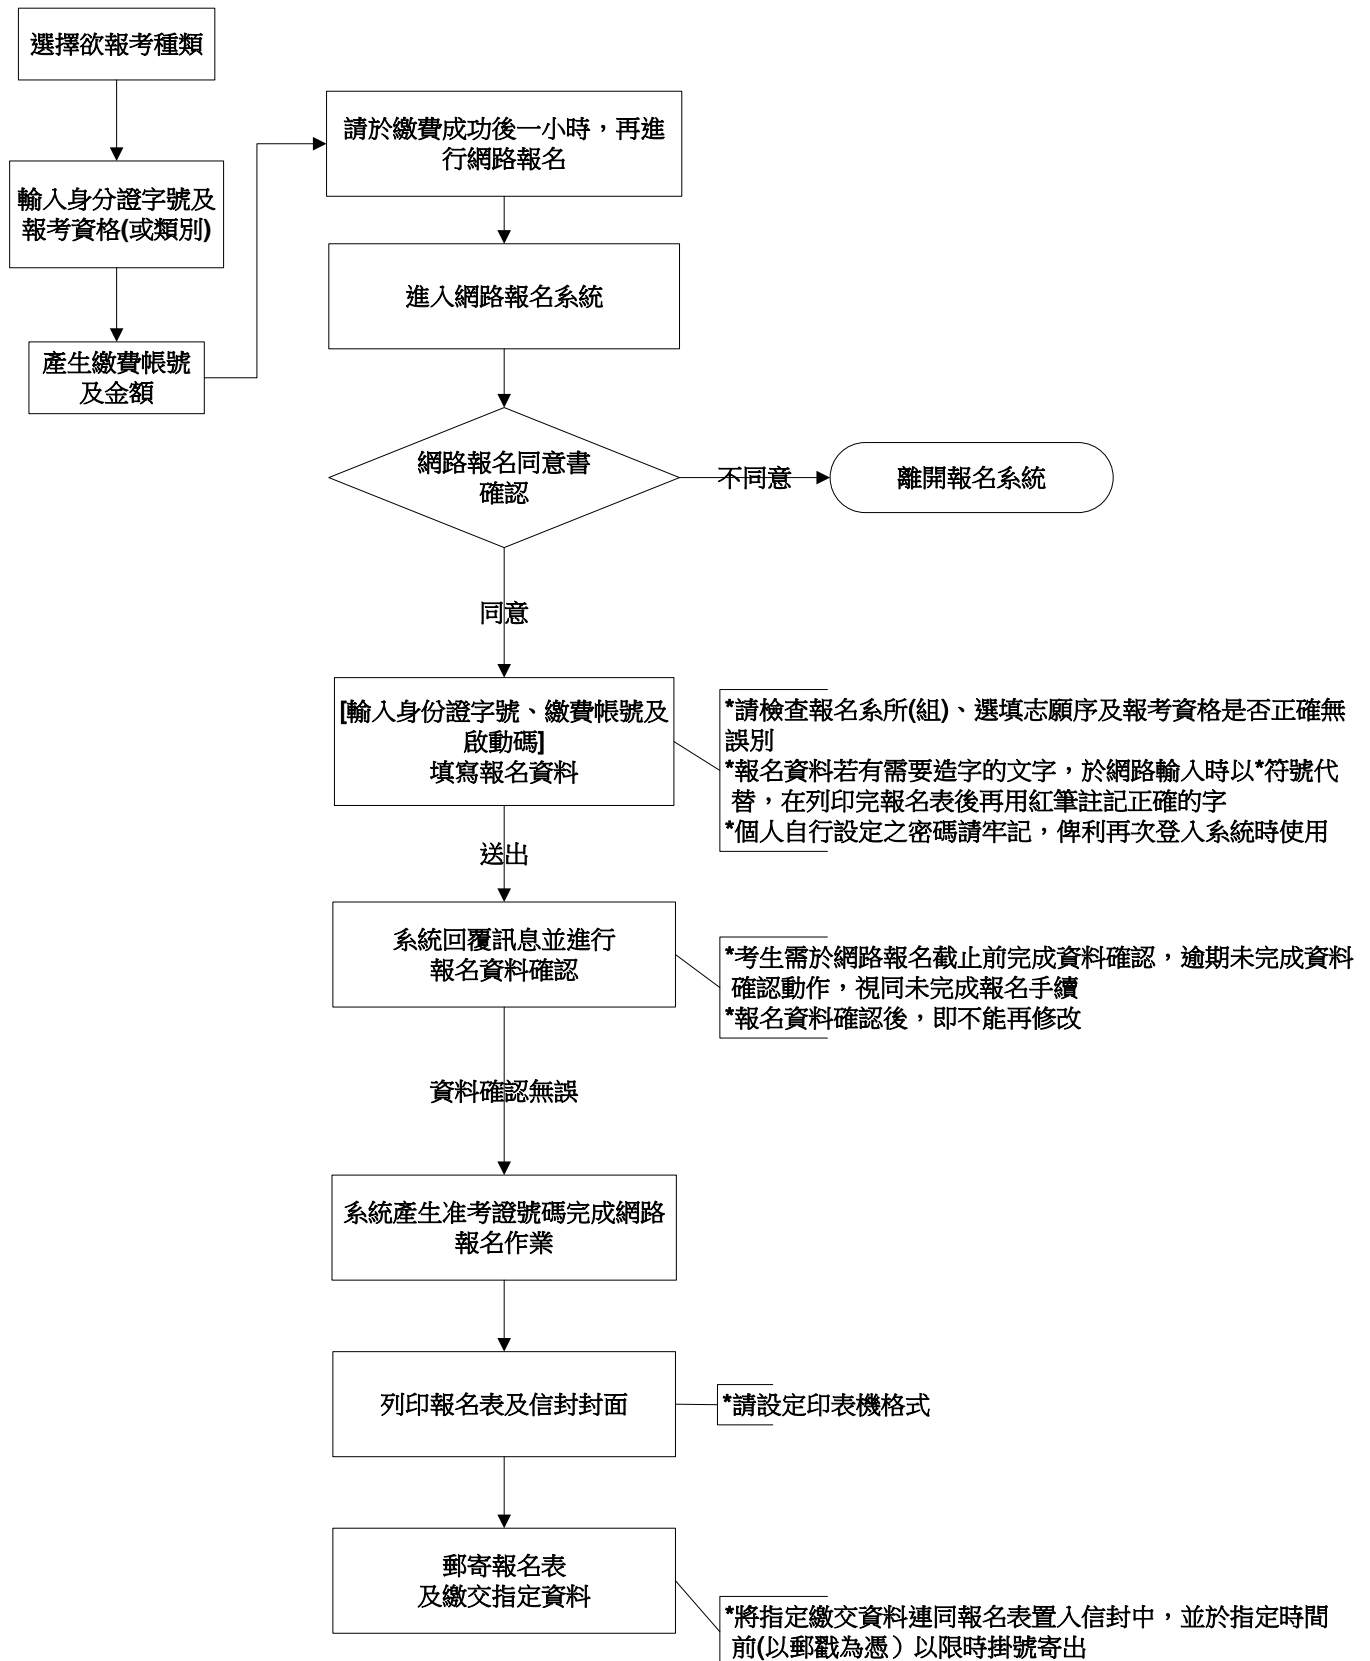 選擇欲報考種類
輸入身分證字號及
報考資格(或類別)
產生繳費帳號
及金額
請於繳費成功後一小時，再進
行網路報名
進入網路報名系統
網路報名同意書
確認
不同意
離開報名系統
同意
[輸入身份證字號、繳費帳號及
啟動碼]
填寫報名資料
*請檢查報名系所(組)、選填志願序及報考資格是否正確無
誤別
*報名資料若有需要造字的文字，於網路輸入時以*符號代
替，在列印完報名表後再用紅筆註記正確的字
*個人自行設定之密碼請牢記，俾利再次登入系統時使用
送出
系統回覆訊息並進行
報名資料確認
*考生需於網路報名截止前完成資料確認，逾期未完成資料
確認動作，視同未完成報名手續
*報名資料確認後，即不能再修改
資料確認無誤
系統產生准考證號碼完成網路
報名作業
列印報名表及信封封面
*請設定印表機格式
郵寄報名表
及繳交指定資料
*將指定繳交資料連同報名表置入信封中，並於指定時間
前(以郵戳為憑）以限時掛號寄出